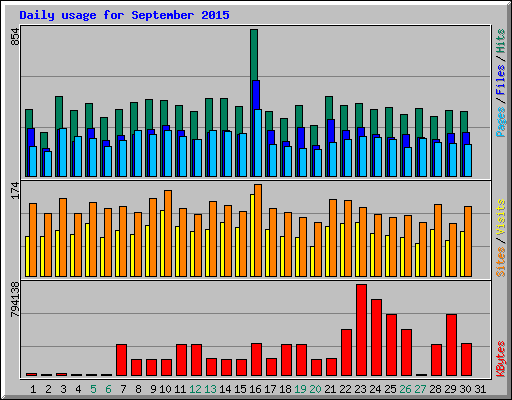 Daily usage for September 2015
854
Pages / Files / Hits
174
Sites / Visits
794138
KBytes
1 2 3 4 5 6 7 8 9 10 11 12 13 14 15 16 17 18 19 20 21 22 23 24 25 26 27 28 29 30 31